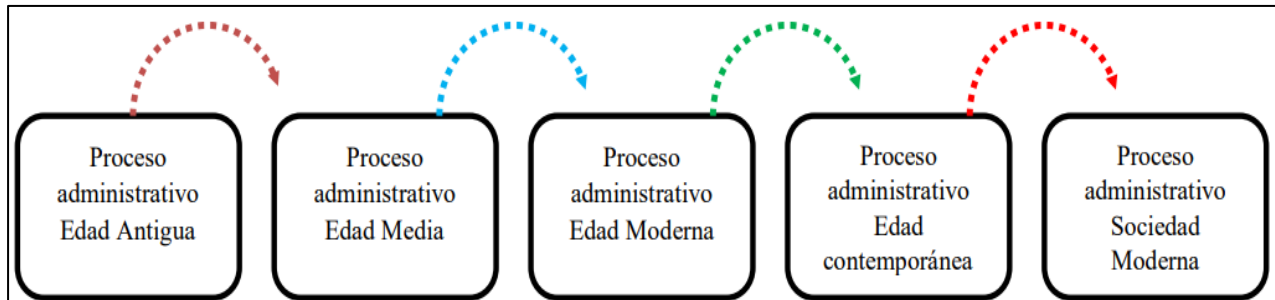 Proceso
administrativo
Edad Antigua
Proceso
administrativo
Edad Media
Proceso
administrativo
Edad Moderna
Proceso
administrativo
Edad
contemporánea
Proceso
administrativo
Sociedad
Moderna